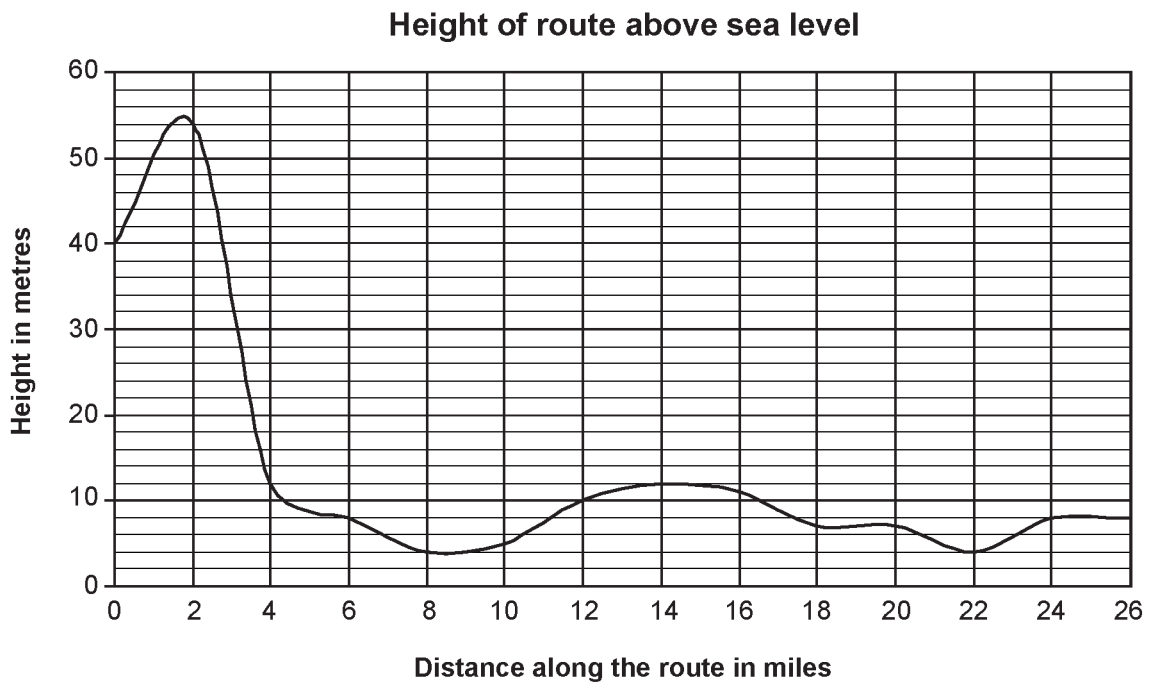 Height of route above sea level
60
50
40
30
20
10
0
Height in metres
0 2 4 6 8 10 12 14 16 18 20 22 24 26
Distance along the route in miles